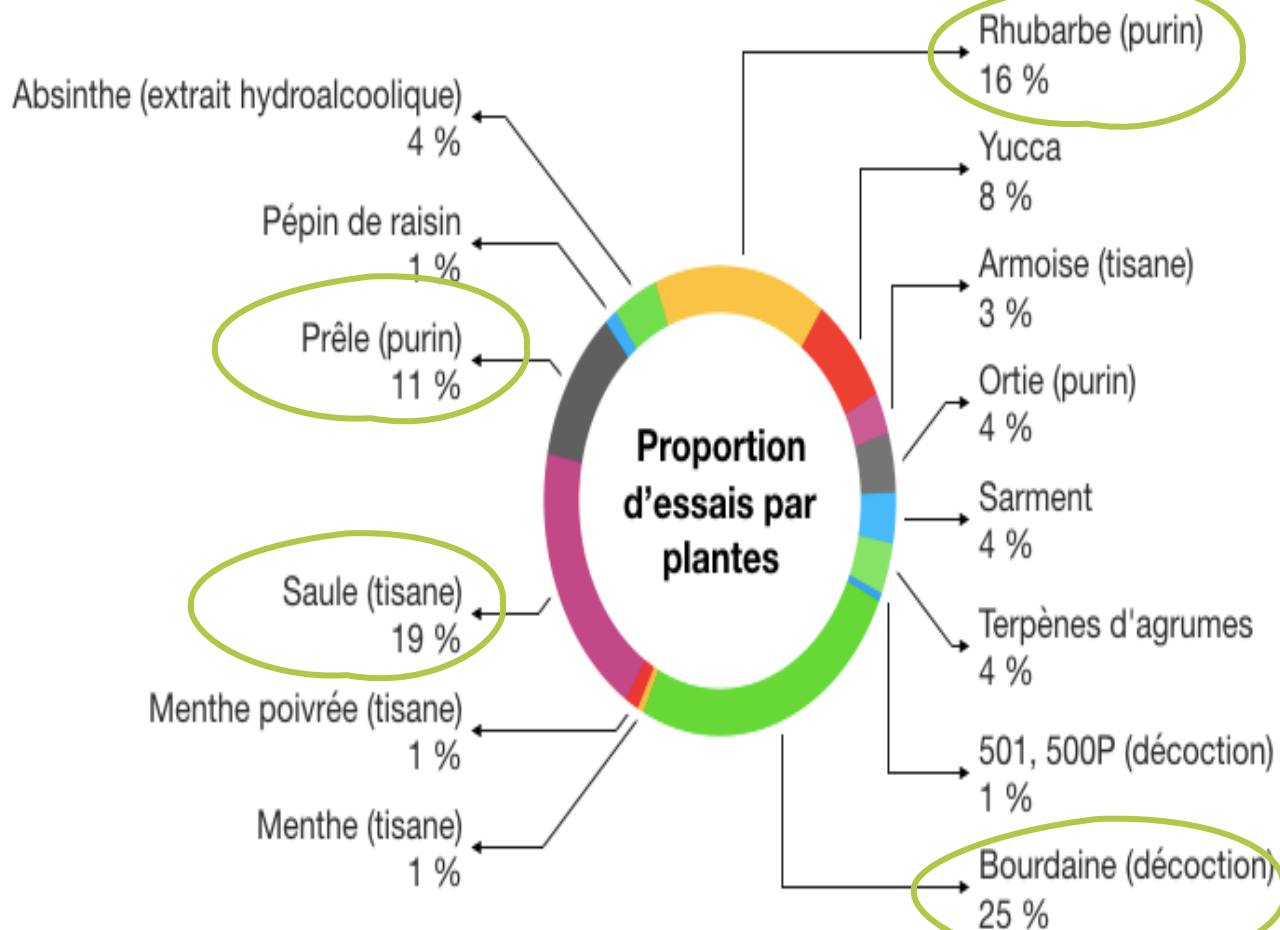 Absinthe (extrait hydroalcoolique)
4 %
Pépin de raisin
1 %
Prêle (purin)
11 %
Saule (tisane)
19 %
Menthe poivrée (tisane)
1 %
Menthe (tisane)
1 %
Proportion
d’essais par
plantes
Rhubarbe (purin)
16 %
Yucca
8 %
Armoise (tisane)
3 %
Ortie (purin)
4 %
Sarment
4 %
Terpènes d'agrumes
4 %
501, 500P (décoction)
1 %
Bourdaine (décoction)
25 %